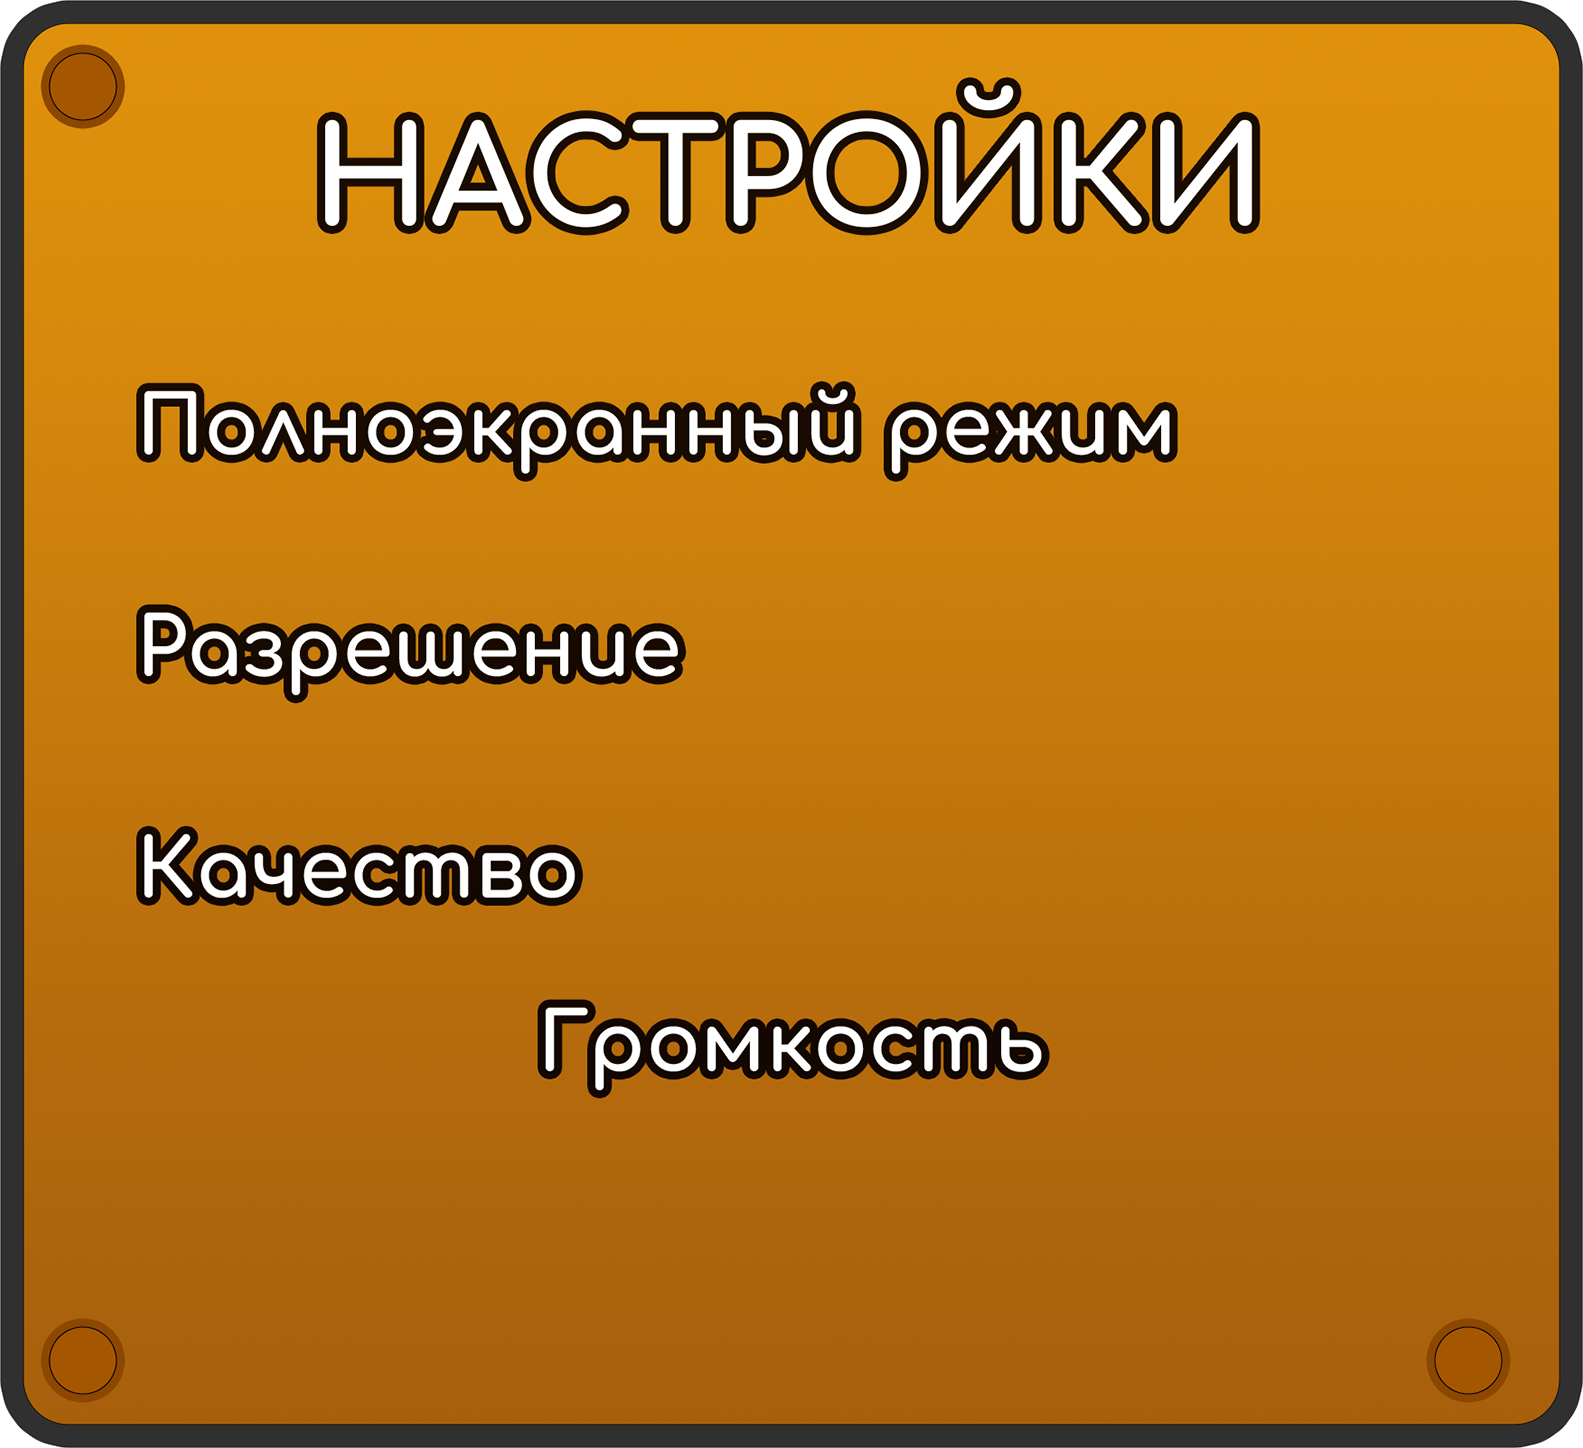 НАСТРОЙКИ
Полноэкранный режим
Разрешение
Качество
Громкость